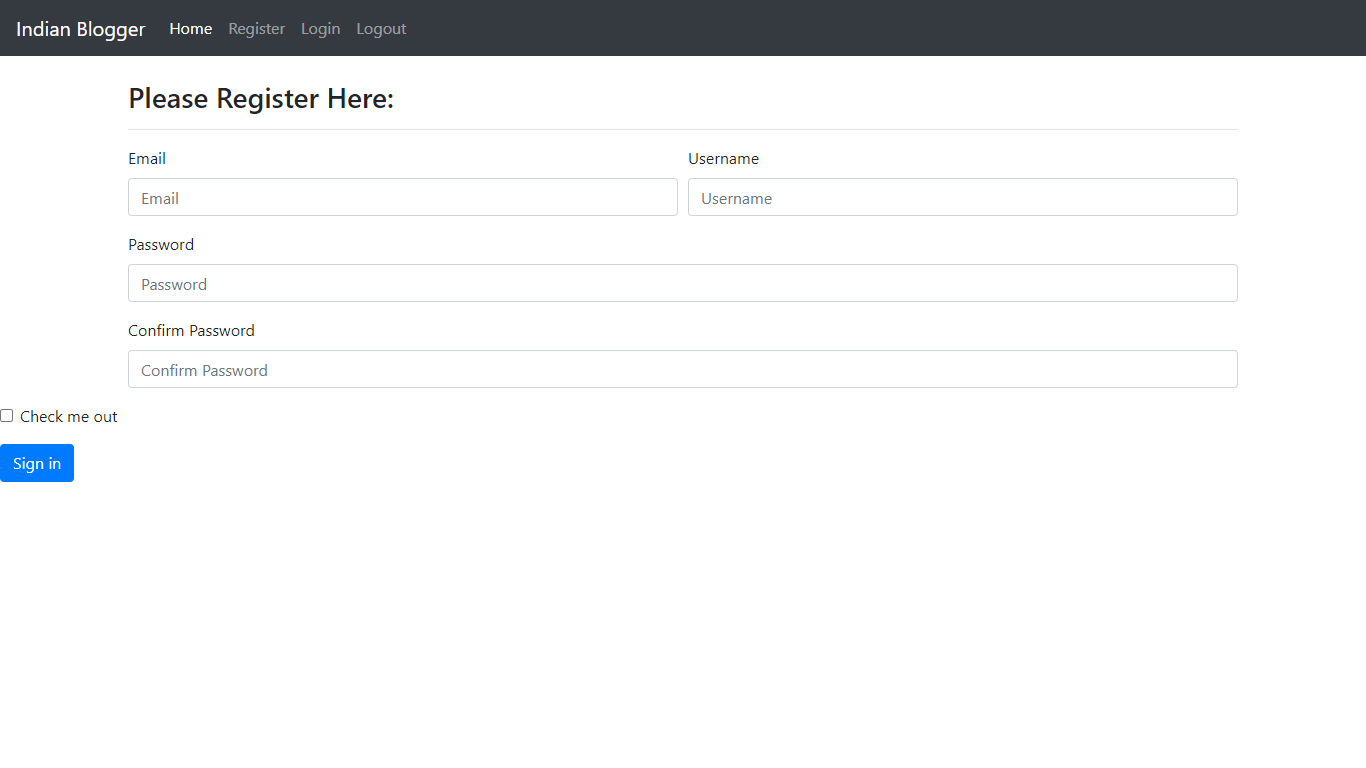 Indian Blogger Home Register Login Logout
Please Register Here:
Email Username
Email Username
Password
Password
Confirm Password
Confirm Password
Check me out
Sign in